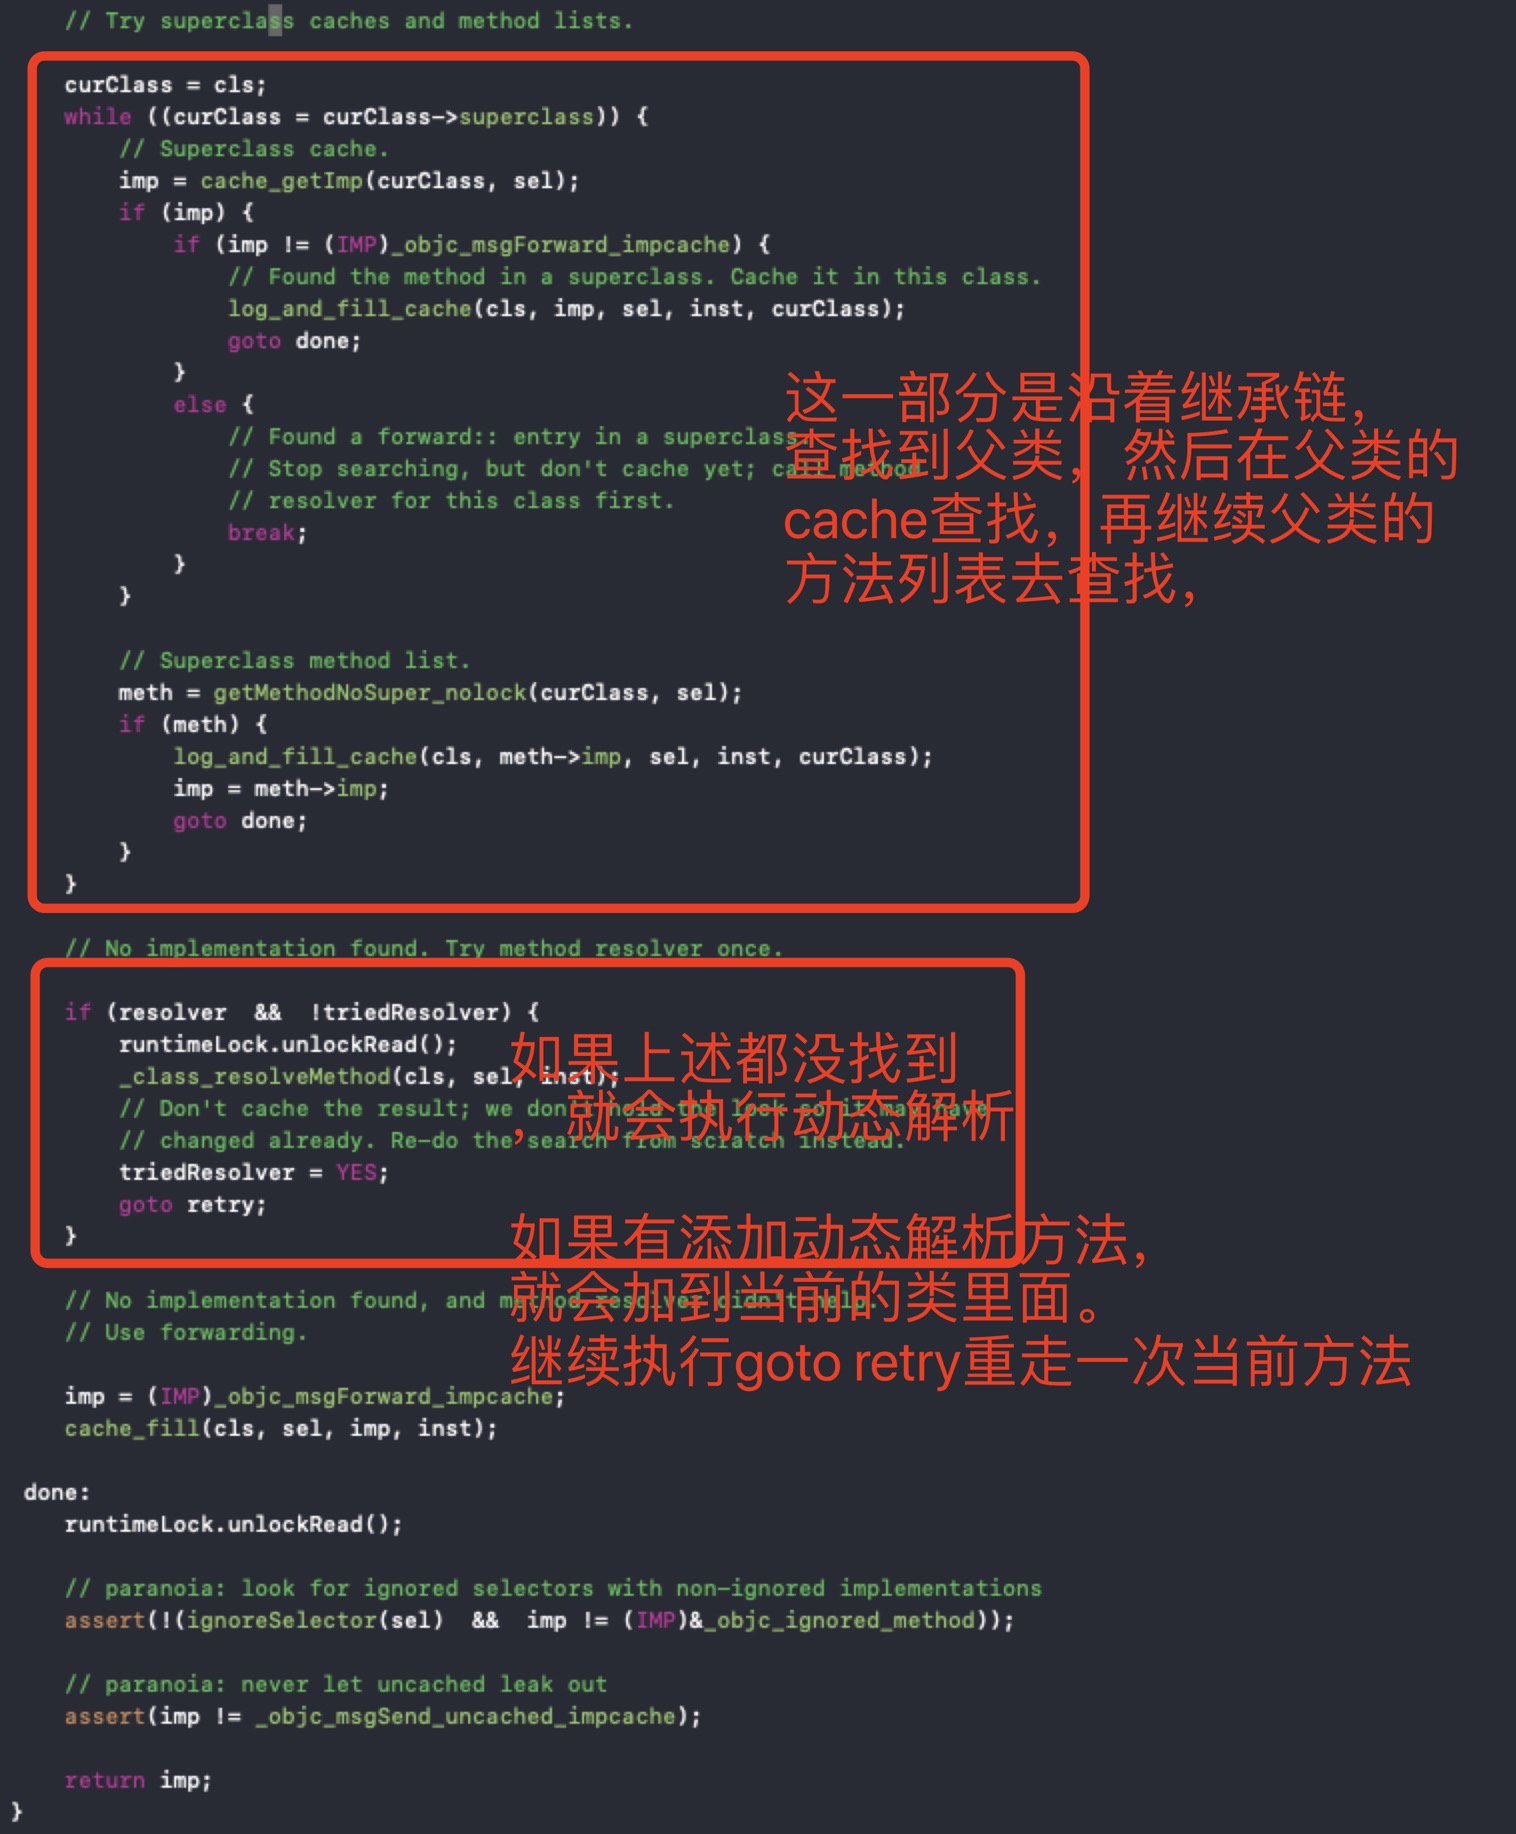 // Try superclass caches and method lists.
curClass = cls;
while ((curClass = curClass->superclass)) {
// Superclass cache.
imp = cache_getImp(curClass, sel);
if (imp) {
if (imp != (IMP)_objc_msgForward_impcache) {
// Found the method in a superclass. Cache it in this class.
log_and_fill_cache(cls, imp, sel, inst, curClass);
goto done;
}
else {
// Found a forward:: entry in a superclass.
// Stop searching, but don't cache yet; call method
// resolver for this class first.
break;
}
}
这一部分是沿着继承链，
查找到父类，然后在父类的
cache查找，再继续父类的
方法列表去查找，
// Superclass method list.
meth = getMethodNoSuper_nolock(curClass, sel);
if (meth) {
log_and_fill_cache(cls, meth->imp, sel, inst, curClass);
imp = meth->imp;
goto done;
}
}
// No implementation found. Try method resolver once.
if (resolver  &&  !triedResolver) {
runtimeLock.unlockRead();
_class_resolveMethod(cls, sel, inst);
// Don't cache the result; we don't hold the lock so it may have
// changed already. Re-do the search from scratch instead.
triedResolver = YES;
goto retry;
}
如果上述都没找到
，就会执行动态解析
如果有添加动态解析方法，
就会加到当前的类里面。
继续执行goto retry重走一次当前方法
// No implementation found, and method resolver didn't help.
// Use forwarding.
imp = (IMP)_objc_msgForward_impcache;
cache_fill(cls, sel, imp, inst);
done:
runtimeLock.unlockRead();
// paranoia: look for ignored selectors with non-ignored implementations
assert(!(ignoreSelector(sel)  &&  imp != (IMP)&_objc_ignored_method));
// paranoia: never let uncached leak out
assert(imp != _objc_msgSend_uncached_impcache);
return imp;
}